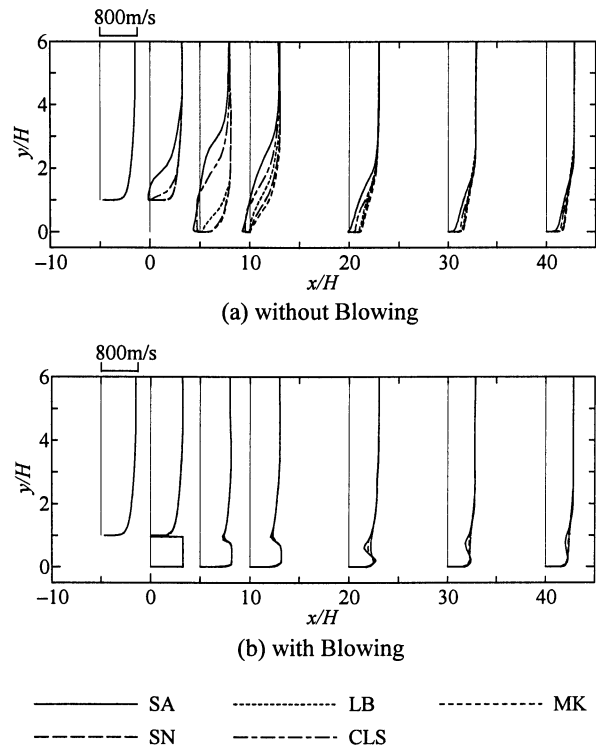 800m/s
6
4
2
0
y/H
−10 0 10 20 30 40
x/H
(a) without Blowing
800m/s
6
4
2
0
y/H
−10 0 10 20 30 40
x/H
(b) with Blowing
SA LB MK
SN CLS